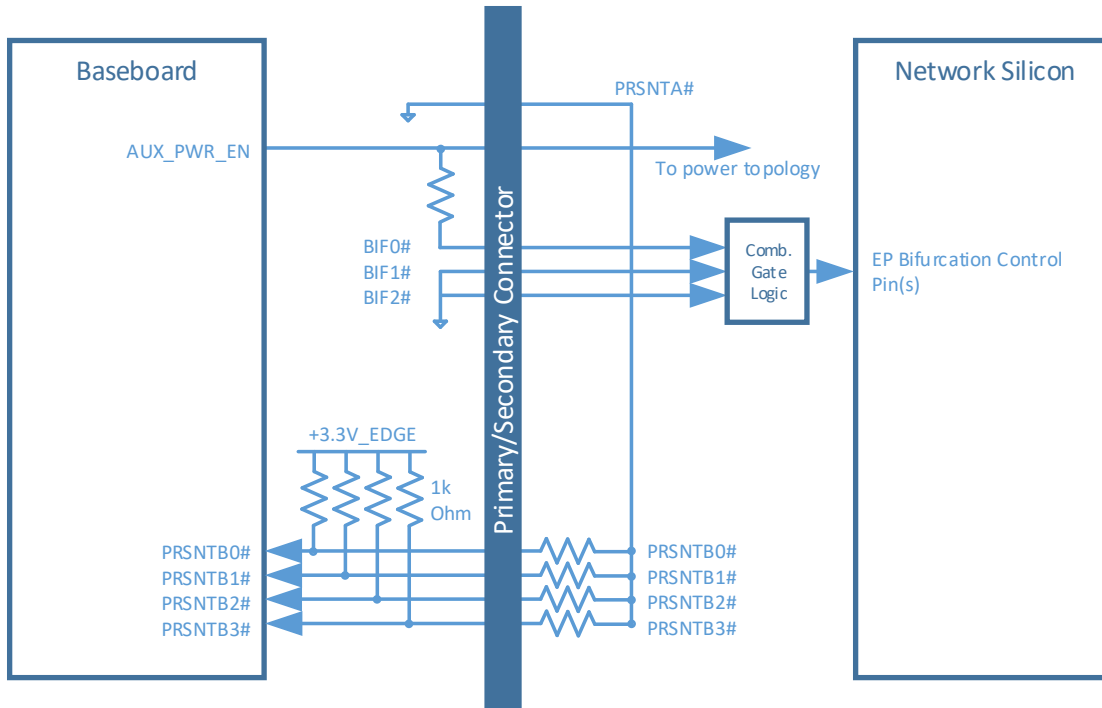 Baseboard
Network Silicon
PRSNTA#
AUX_PWR_EN
To power topology
Primary/Secondary Connector
BIF0#
BIF1#
BIF2#
Comb.
Gate
Logic
EP Bifurcation Control
Pin(s)
+3.3V_EDGE
1k
Ohm
PRSNTB0#
PRSNTB0#
PRSNTB1#
PRSNTB1#
PRSNTB2#
PRSNTB2#
PRSNTB3#
PRSNTB3#